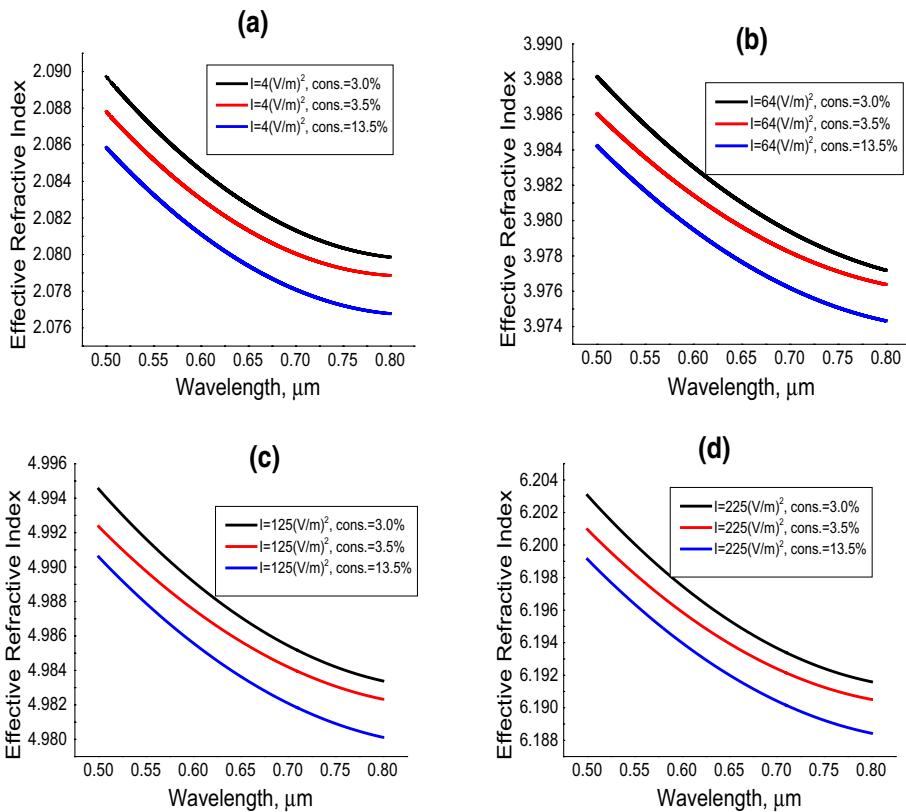 (a)
Effective Refractive Index
2.090
2.088
2.086
2.084
2.082
2.080
2.078
2.076
I=4(V/m)², cons.=3.0%
I=4(V/m)², cons.=3.5%
I=4(V/m)², cons.=13.5%
0.50 0.55 0.60 0.65 0.70 0.75 0.80
Wavelength, μm
(b)
Effective Refractive Index
3.990
3.988
3.986
3.984
3.982
3.980
3.978
3.976
3.974
I=64(V/m)², cons.=3.0%
I=64(V/m)², cons.=3.5%
I=64(V/m)², cons.=13.5%
0.50 0.55 0.60 0.65 0.70 0.75 0.80
Wavelength, μm
(c)
Effective Refractive Index
4.996
4.994
4.992
4.990
4.988
4.986
4.984
4.982
4.980
I=125(V/m)², cons.=3.0%
I=125(V/m)², cons.=3.5%
I=125(V/m)², cons.=13.5%
0.50 0.55 0.60 0.65 0.70 0.75 0.80
Wavelength, μm
(d)
Effective Refractive Index
6.204
6.202
6.200
6.198
6.196
6.194
6.192
6.190
6.188
I=225(V/m)², cons.=3.0%
I=225(V/m)², cons.=3.5%
I=225(V/m)², cons.=13.5%
0.50 0.55 0.60 0.65 0.70 0.75 0.80
Wavelength, μm